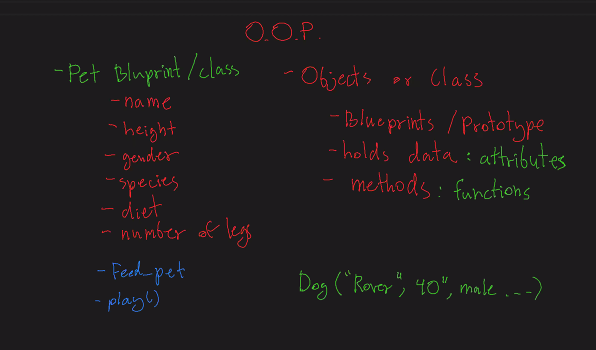 O.O.P.
- Pet Bluprint/class
- name
- height
- gender
- species
- diet
- number of legs
- Feed_pet
- play()
- Objects or Class
- Blueprints / Prototype
- holds data : attributes
- methods : functions
Dog ("Rover", 40", male ....)